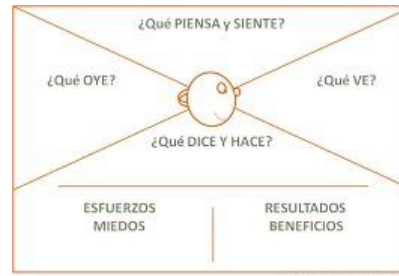 ¿Qué PIENSA y SIENTE?
¿Qué OYE?
¿Qué VE?
¿Qué DICE Y HACE?
ESFUERZOS
MIEDOS
RESULTADOS
BENEFICIOS